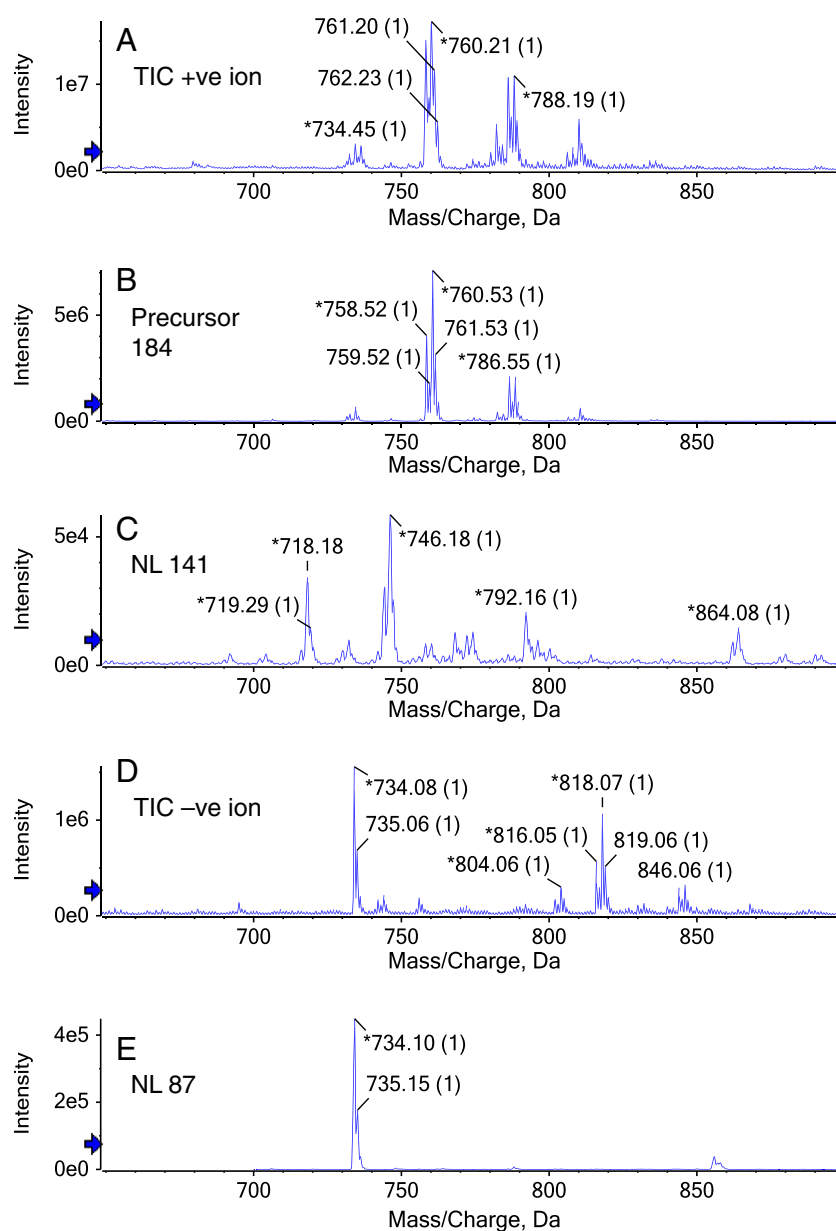 A
TIC +ve ion
Intensity
1e7
0e0
761.20 (1)
*760.21 (1)
762.23 (1)
*734.45 (1)
*788.19 (1)
700
750
800
850
Mass/Charge, Da
B
Precursor
184
Intensity
5e6
0e0
*760.53 (1)
*758.52 (1)
761.53 (1)
759.52 (1)
*786.55 (1)
700
750
800
850
Mass/Charge, Da
C
NL 141
Intensity
5e4
0e0
*718.18
*746.18 (1)
*719.29 (1)
*792.16 (1)
*864.08 (1)
700
750
800
850
Mass/Charge, Da
D
TIC –ve ion
Intensity
1e6
0e0
*734.08 (1)
735.06 (1)
*818.07 (1)
*816.05 (1)
819.06 (1)
*804.06 (1)
846.06 (1)
700
750
800
850
Mass/Charge, Da
E
NL 87
Intensity
4e5
2e5
0e0
*734.10 (1)
735.15 (1)
700
750
800
850
Mass/Charge, Da